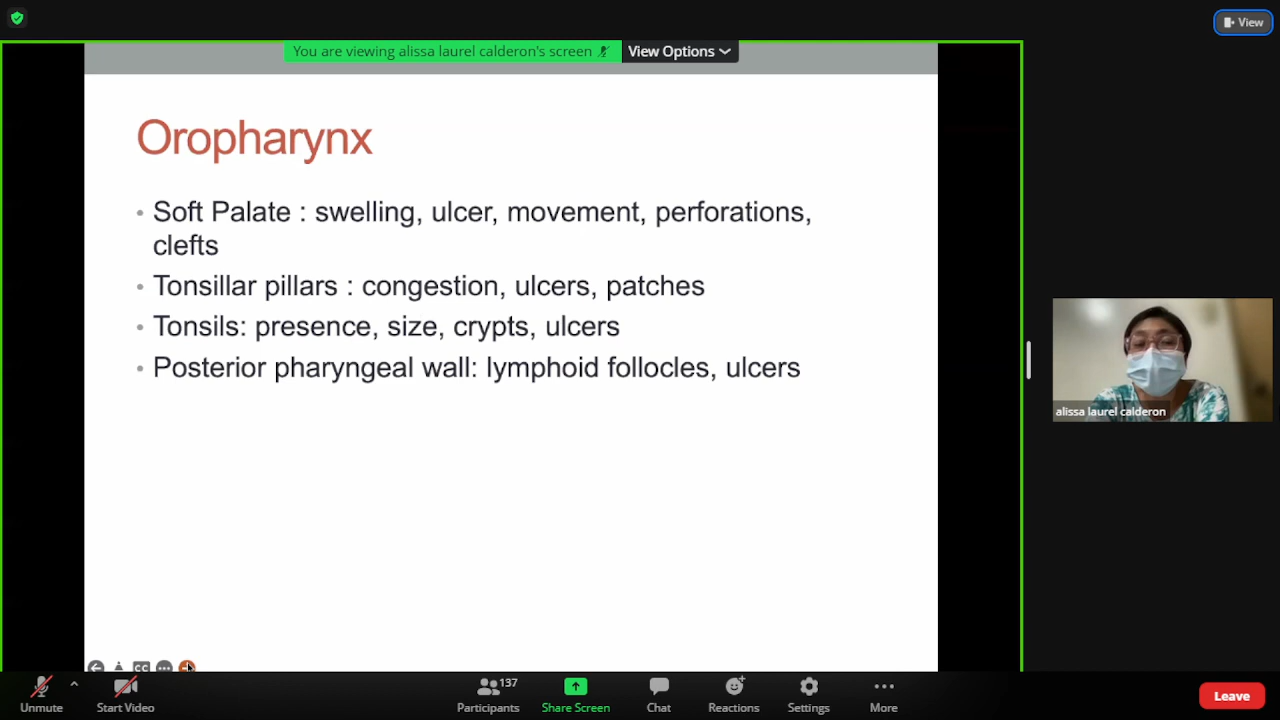 View
You are viewing alissa laurel calderon's screen
View Options
Oropharynx
• Soft Palate : swelling, ulcer, movement, perforations,
clefts
• Tonsillar pillars : congestion, ulcers, patches
• Tonsils: presence, size, crypts, ulcers
• Posterior pharyngeal wall: lymphoid follocles, ulcers
alissa laurel calderon
CC
Unmute
Start Video
137
Participants
Share Screen
Chat
Reactions
Settings
More
Leave